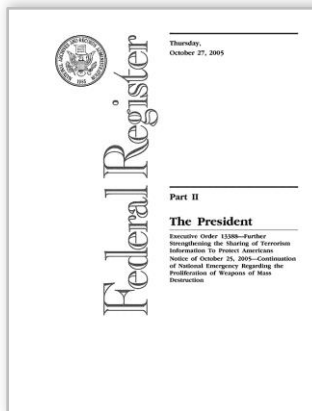 Federal Register
Thursday,
October 27, 2005
Part II
The President
Executive Order 13388—Further
Strengthening the Sharing of Terrorism
Information To Protect Americans
Notice of October 25, 2005—Continuation
of National Emergency Regarding the
Proliferation of Weapons of Mass
Destruction